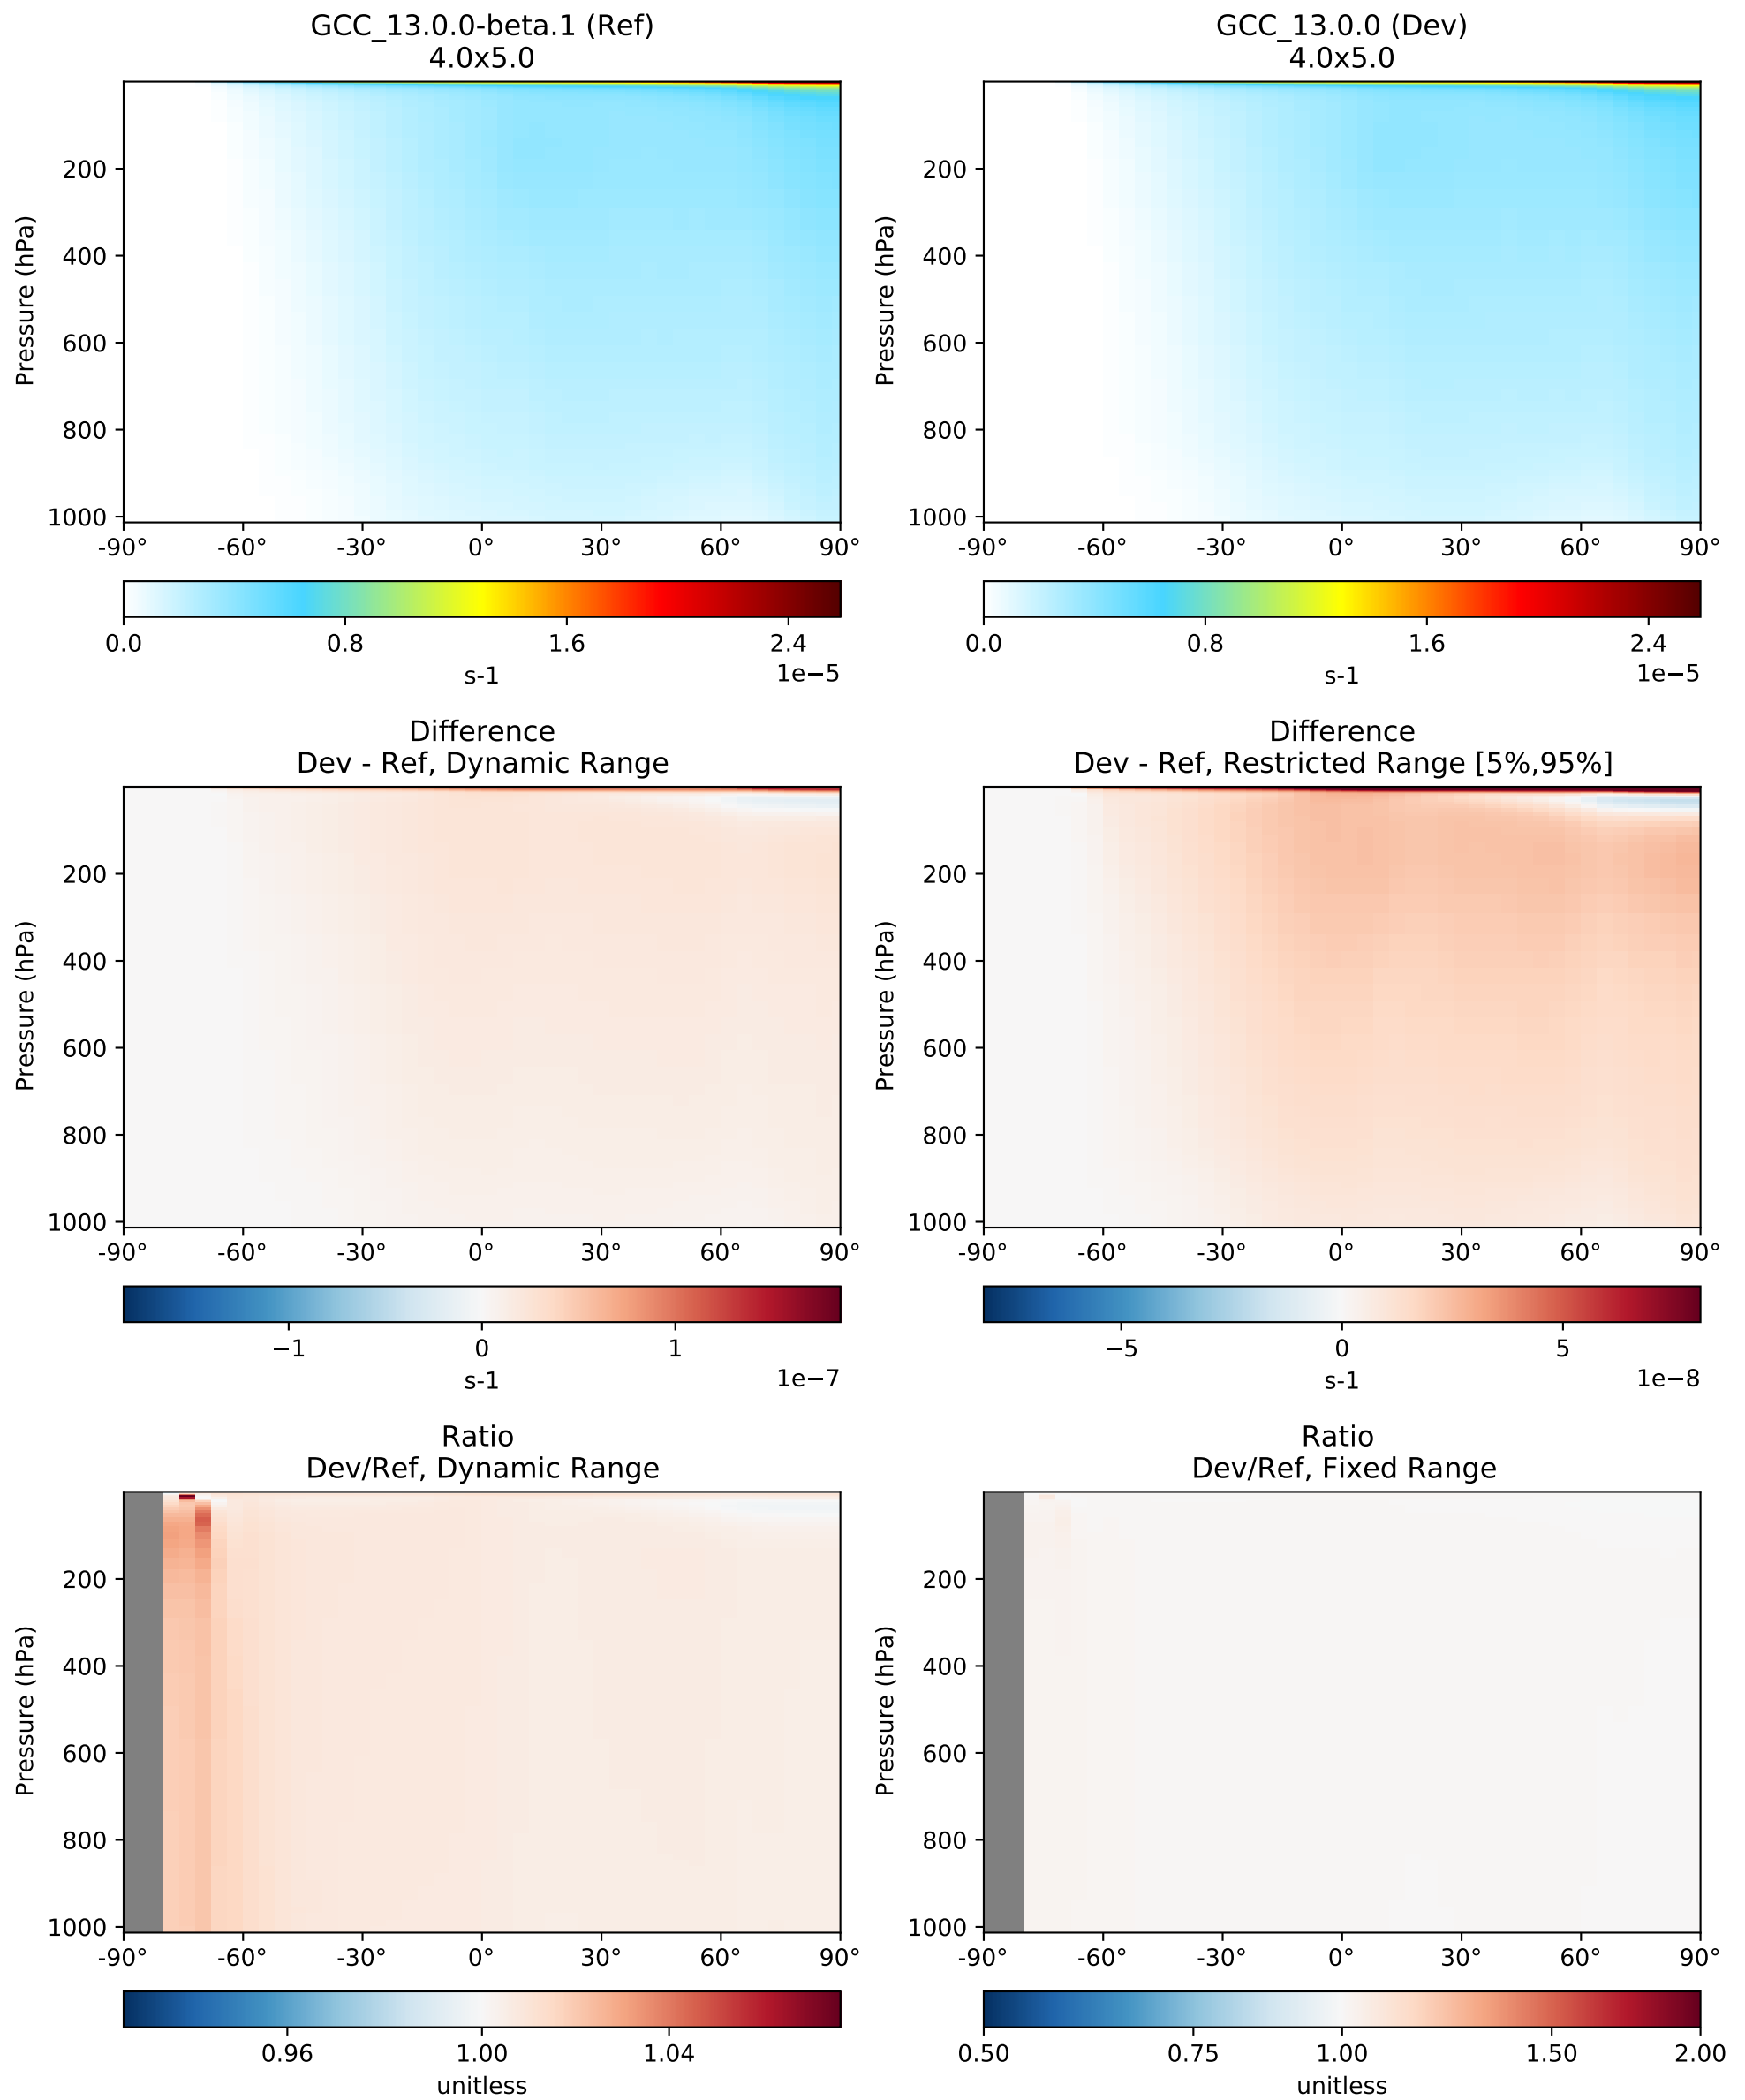 GCC_13.0.0-beta.1 (Ref)
4.0x5.0
GCC_13.0.0 (Dev)
4.0x5.0
Pressure (hPa)
200
400
600
800
1000
-90° -60° -30° 0° 30° 60° 90°
0.0 0.8 1.6 2.4
s-1
1e−5
Pressure (hPa)
200
400
600
800
1000
-90° -60° -30° 0° 30° 60° 90°
0.0 0.8 1.6 2.4
s-1
1e−5
Difference
Dev - Ref, Dynamic Range
Difference
Dev - Ref, Restricted Range [5%,95%]
Pressure (hPa)
200
400
600
800
1000
-90° -60° -30° 0° 30° 60° 90°
−1 0 1
s-1
1e−7
Pressure (hPa)
200
400
600
800
1000
-90° -60° -30° 0° 30° 60° 90°
−5 0 5
s-1
1e−8
Ratio
Dev/Ref, Dynamic Range
Ratio
Dev/Ref, Fixed Range
Pressure (hPa)
200
400
600
800
1000
-90° -60° -30° 0° 30° 60° 90°
0.96 1.00 1.04
unitless
Pressure (hPa)
200
400
600
800
1000
-90° -60° -30° 0° 30° 60° 90°
0.50 0.75 1.00 1.50 2.00
unitless